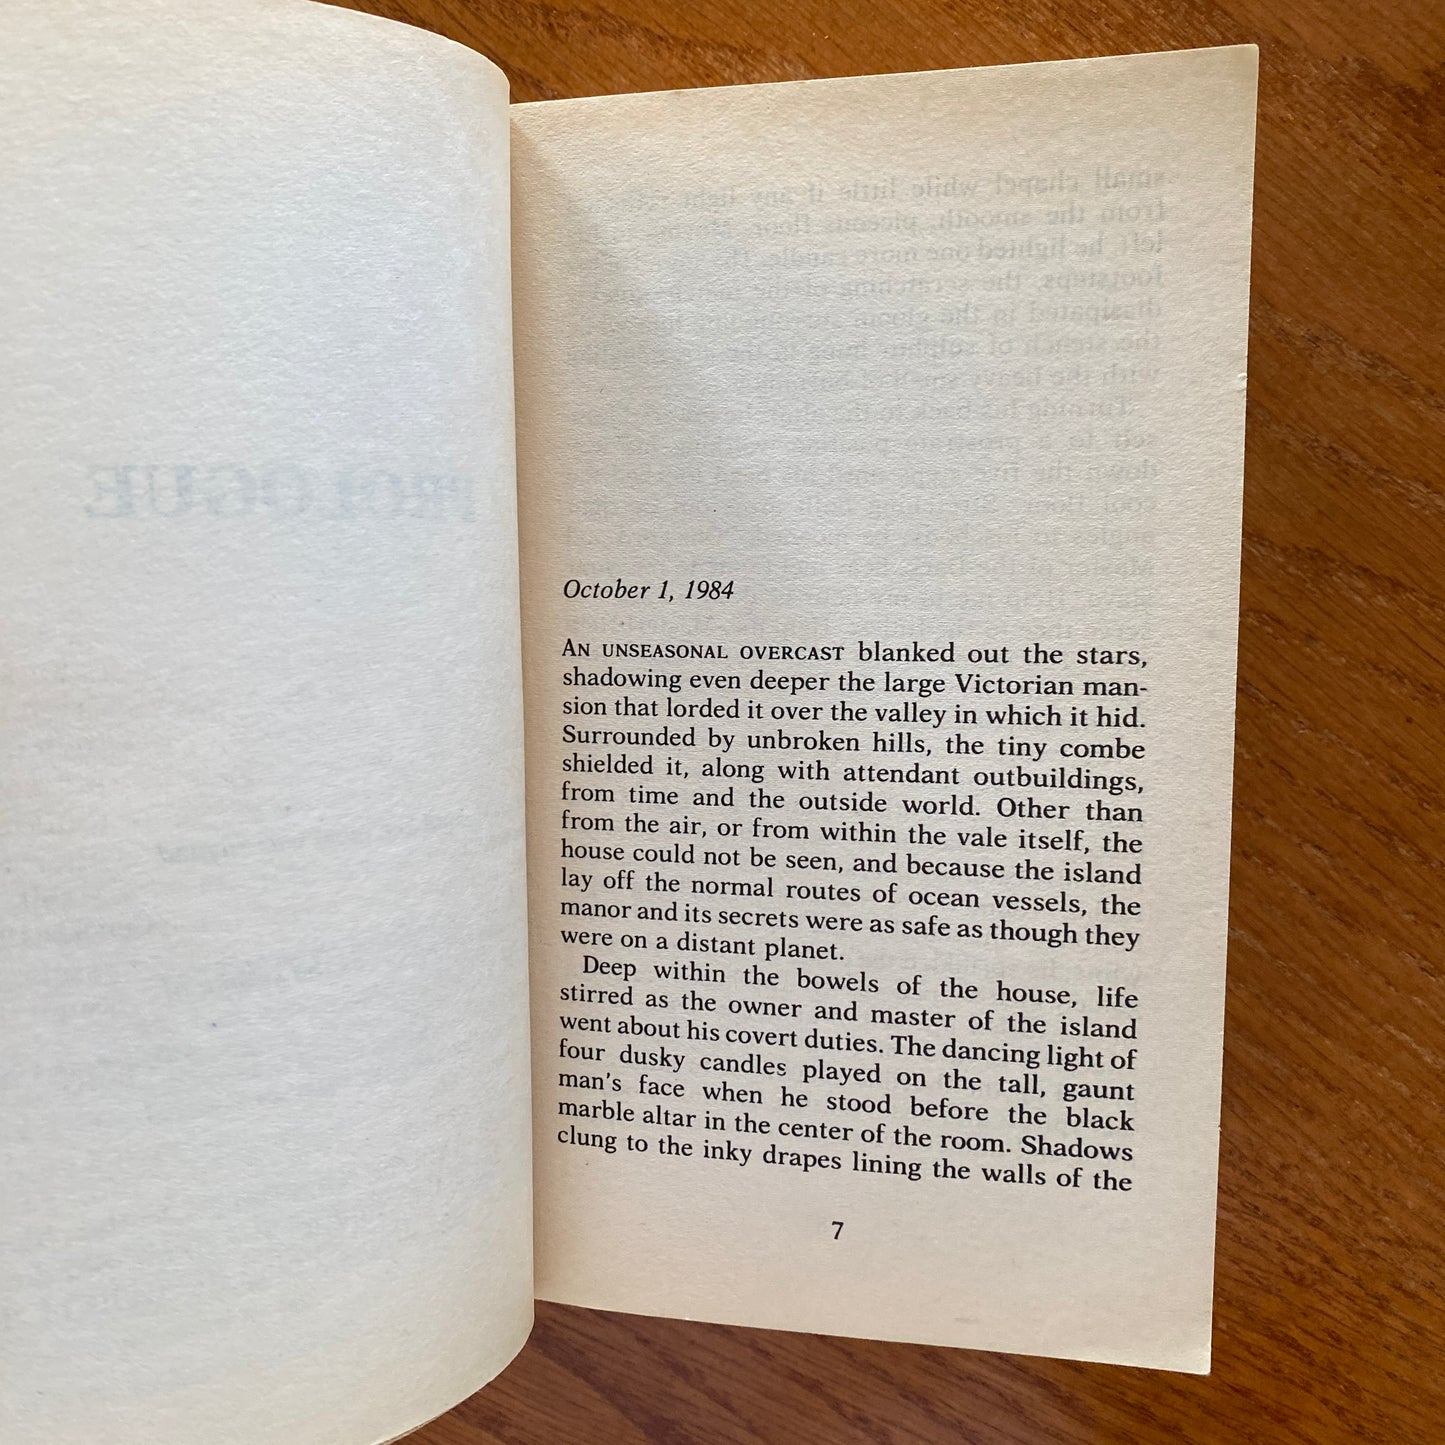 PROLOGUE
October 1, 1984
AN UNSEASONAL OVERCAST blanked out the stars,
shadowing even deeper the large Victorian man-
sion that lorded it over the valley in which it hid.
Surrounded by unbroken hills, the tiny combe
shielded it, along with attendant outbuildings,
from time and the outside world. Other than
from the air, or from within the vale itself, the
house could not be seen, and because the island
lay off the normal routes of ocean vessels, the
manor and its secrets were as safe as though they
were on a distant planet.
Deep within the bowels of the house, life
stirred as the owner and master of the island
went about his covert duties. The dancing light of
four dusky candles played on the tall, gaunt
man's face when he stood before the black
marble altar in the center of the room. Shadows
clung to the inky drapes lining the walls of the
7